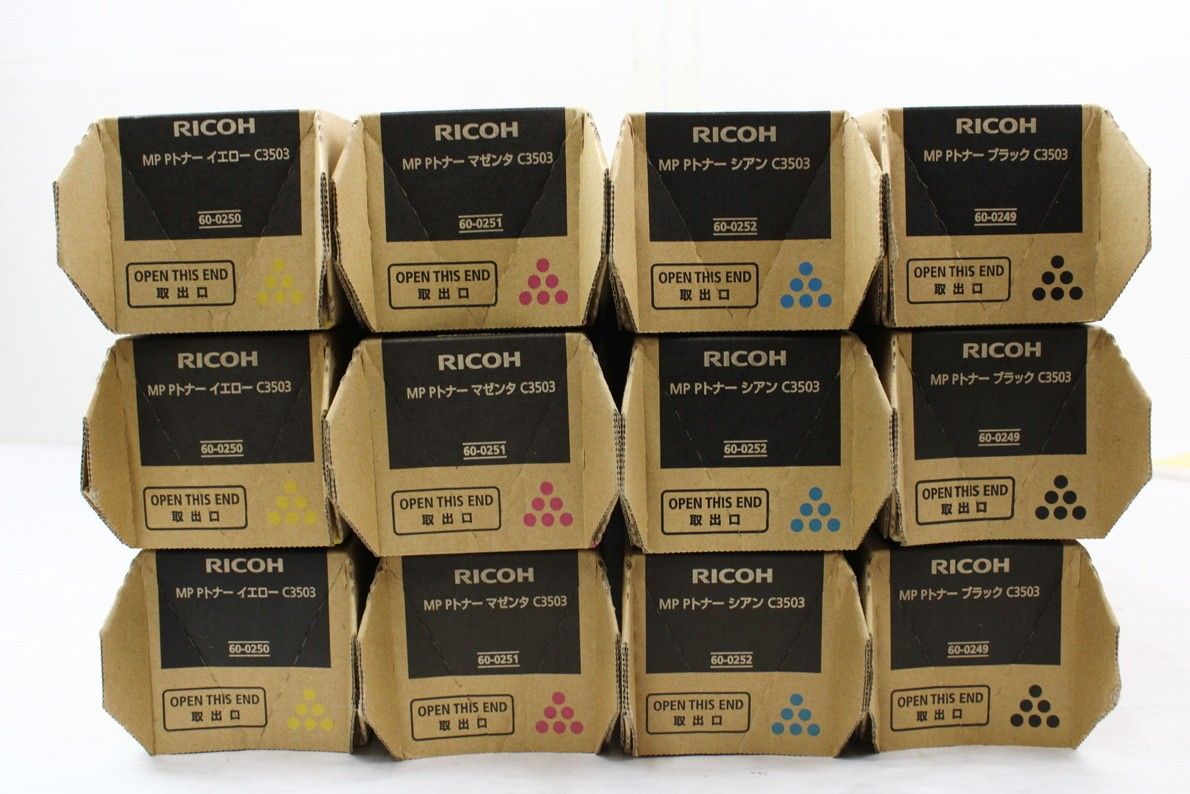 RICOH
MP Pトナー イエロー C3503
60-0250
OPEN THIS END
取出口
RICOH
MP Pトナー マゼンタ C3503
60-0251
OPEN THIS END
取出口
RICOH
MP Pトナー シアン C3503
60-0252
OPEN THIS END
取出口
RICOH
MP Pトナー ブラック C3503
60-0249
OPEN THIS END
取出口
RICOH
MP Pトナー イエロー C3503
60-0250
OPEN THIS END
取出口
RICOH
MP Pトナー マゼンタ C3503
60-0251
OPEN THIS END
取出口
RICOH
MP Pトナー シアン C3503
60-0252
OPEN THIS END
取出口
RICOH
MP Pトナー ブラック C3503
60-0249
OPEN THIS END
取出口
RICOH
MP Pトナー イエロー C3503
60-0250
OPEN THIS END
取出口
RICOH
MP Pトナー マゼンタ C3503
60-0251
OPEN THIS END
取出口
RICOH
MP Pトナー シアン C3503
60-0252
OPEN THIS END
取出口
RICOH
MP Pトナー ブラック C3503
60-0249
OPEN THIS END
取出口